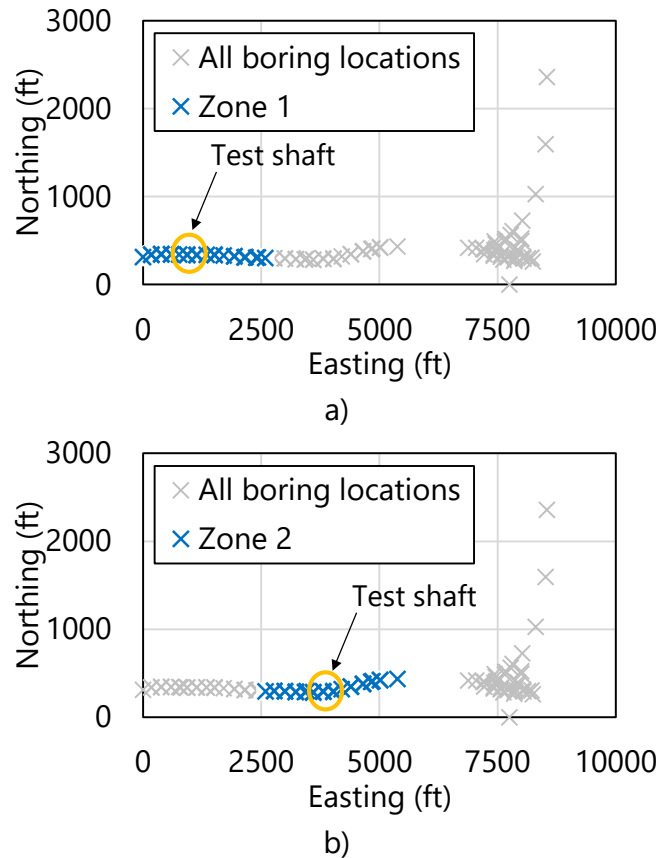 3000
2000
1000
0
Northing (ft)
All boring locations
Zone 1
Test shaft
0 2500 5000 7500 10000
Easting (ft)
a)
3000
2000
1000
0
Northing (ft)
All boring locations
Zone 2
Test shaft
0 2500 5000 7500 10000
Easting (ft)
b)